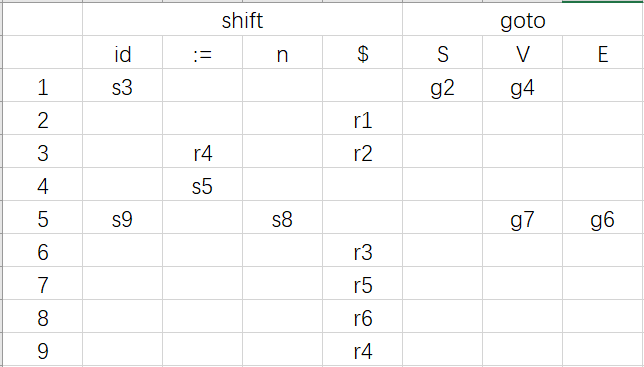 shift goto
id := n $ S V E
1 s3 g2 g4
2 r1
3 r4 r2
4 s5
5 s9 s8 g7 g6
6 r3
7 r5
8 r6
9 r4